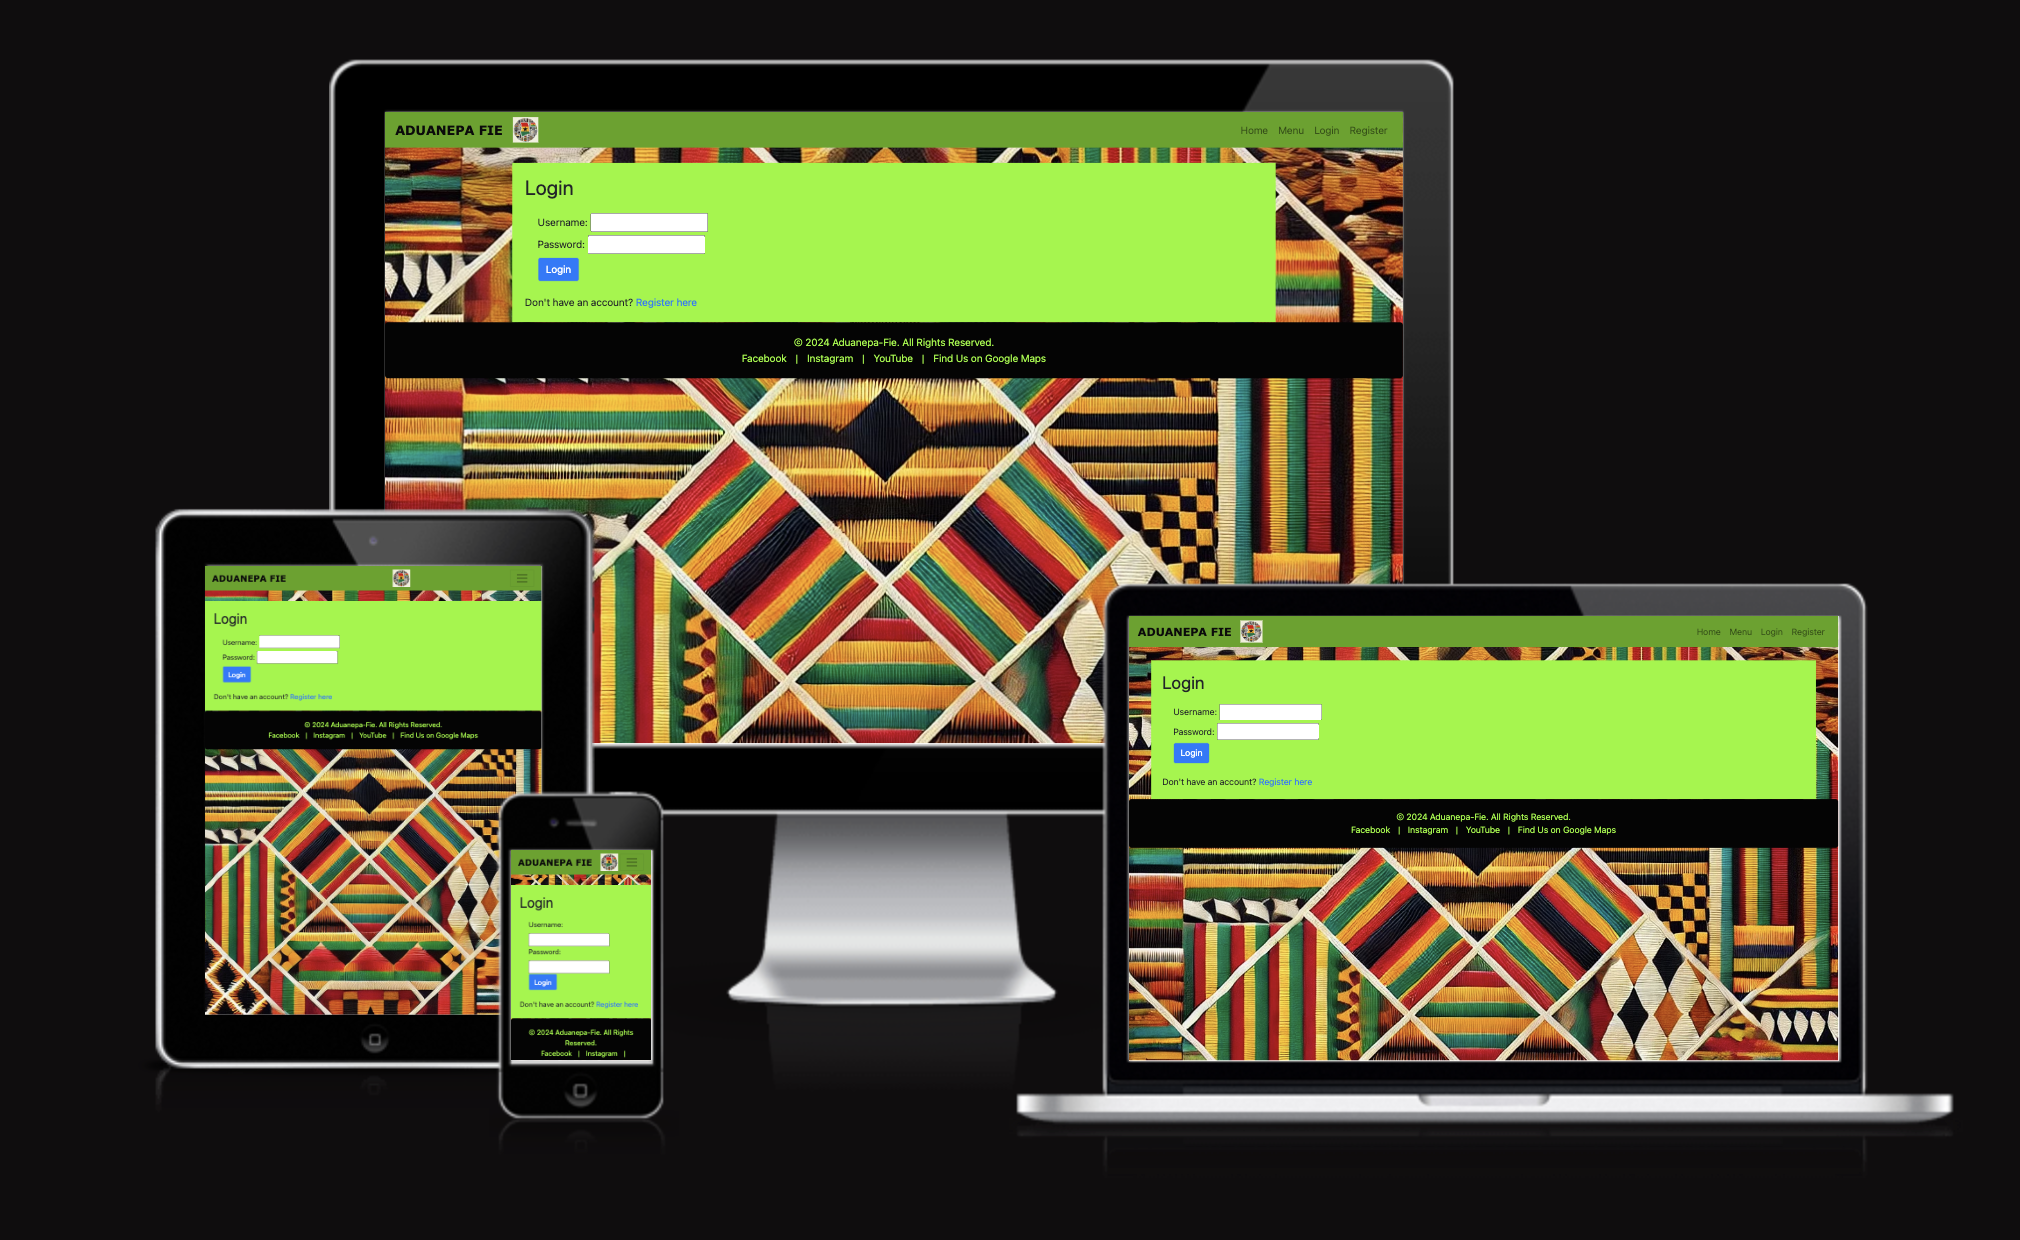 ADUANEPA FIE
Home Menu Login Register
Login
Username:
Password:
Login
Don't have an account? Register here
© 2024 Aduanepa-Fie. All Rights Reserved.
Facebook | Instagram | YouTube | Find Us on Google Maps
ADUANEPA FIE
Login
Username:
Password:
Login
Don't have an account? Register here
© 2024 Aduanepa-Fie. All Rights Reserved.
Facebook | Instagram | YouTube | Find Us on Google Maps
ADUANEPA FIE
Login
Username:
Password:
Login
Don't have an account? Register here
© 2024 Aduanepa-Fie. All Rights
Reserved.
Facebook | Instagram |
ADUANEPA FIE
Home Menu Login Register
Login
Username:
Password:
Login
Don't have an account? Register here
© 2024 Aduanepa-Fie. All Rights Reserved.
Facebook | Instagram | YouTube | Find Us on Google Maps